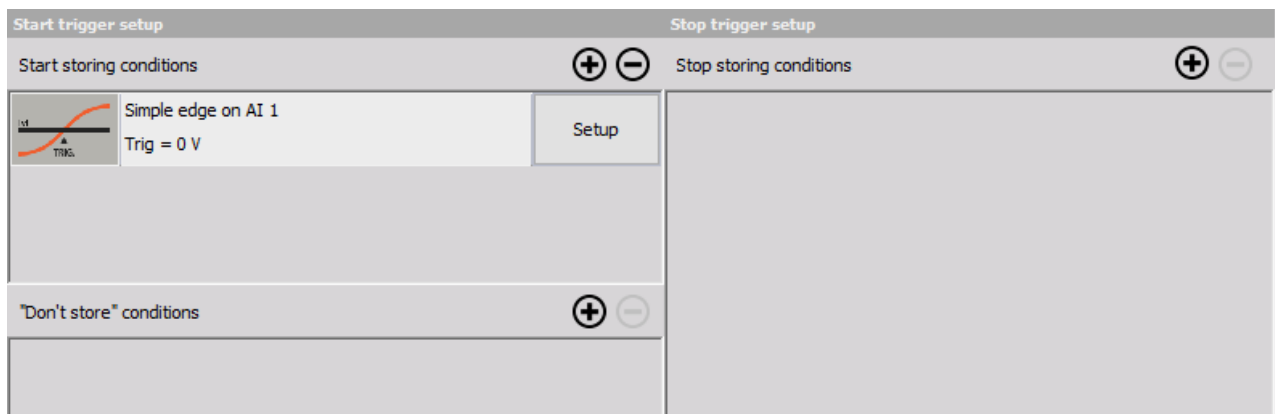 Start trigger setup
Stop trigger setup
Start storing conditions
Stop storing conditions
lvl
TRIG.
Simple edge on AI 1
Trig = 0 V
Setup
"Don't store" conditions